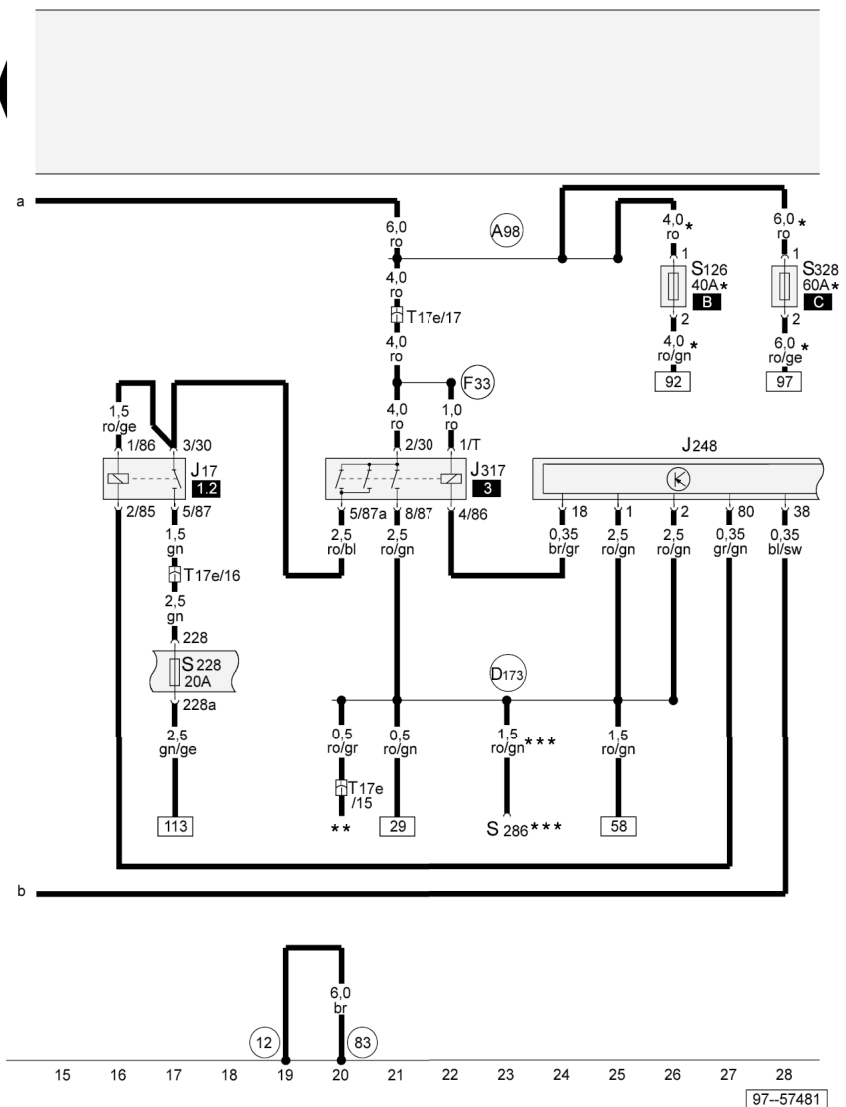 a
6,0
ro
A98
4,0
ro
*
6,0
ro
*
1
1
S126
40A*
B
S328
60A*
C
4,0
ro
T17e/17
2
2
4,0
ro
4,0
ro/gn
*
6,0
ro/ge
*
92
97
F33
1,5
ro/ge
4,0
ro
1,0
ro
1/86
3/30
2/30
1/T
J248
J17
1.2
J317
3
2/85
5/87
5/87a
8/87
4/86
18
1
2
80
38
1,5
gn
2,5
ro/bl
2,5
ro/gn
0,35
br/gr
2,5
ro/gn
2,5
ro/gn
0,35
gr/gn
0,35
bl/sw
T17e/16
2,5
gn
228
S 228
20A
D173
228a
2,5
gn/ge
0,5
ro/gr
0,5
ro/gn
1,5
ro/gn***
1,5
ro/gn
T17e
/15
113
**
29
S 286***
58
b
6,0
br
12
83
15 16 17 18 19 20 21 22 23 24 25 26 27 28
97--57481